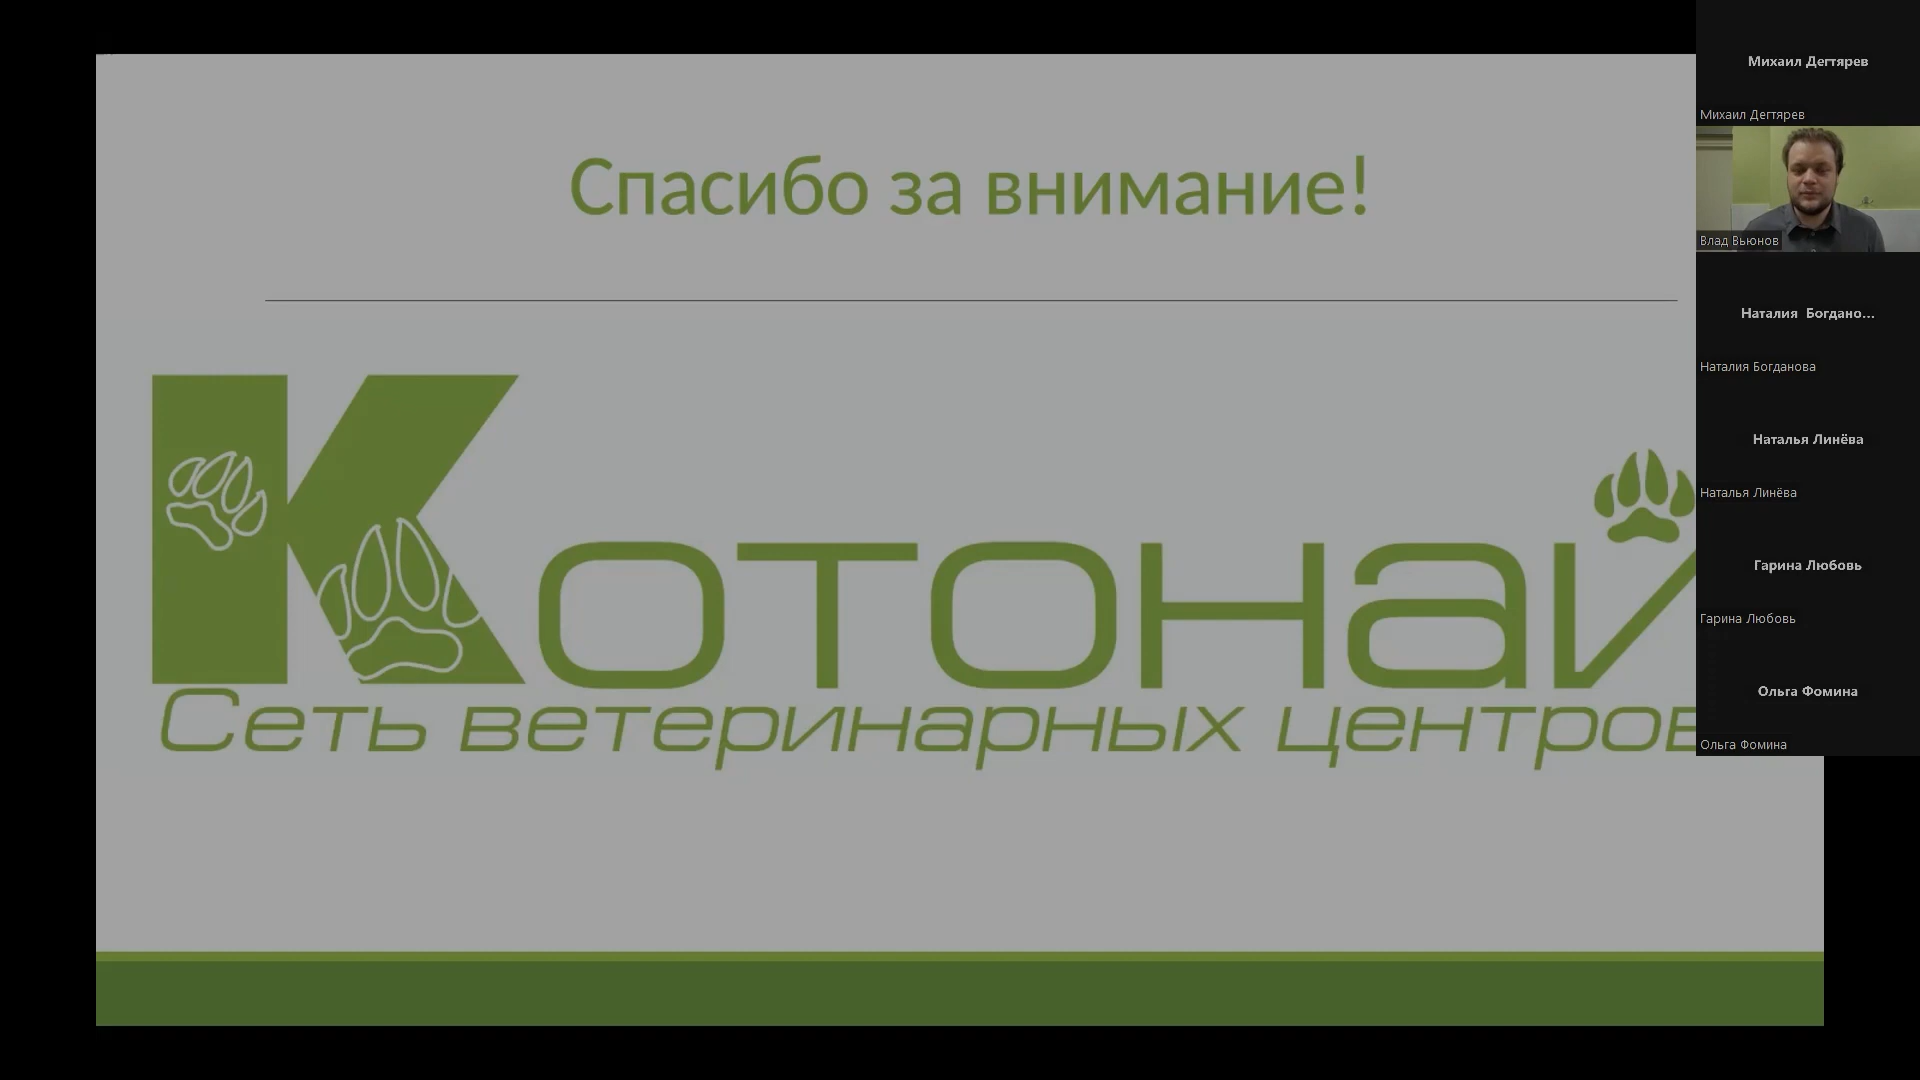 Спасибо за внимание!
Котонай
Сеть ветеринарных центров
Михаил Дегтярев
Михаил Дегтярев
Влад Вьюнов
Наталия Богдано...
Наталия Богданова
Наталья Линёва
Наталья Линёва
Гарина Любовь
Гарина Любовь
Ольга Фомина
Ольга Фомина